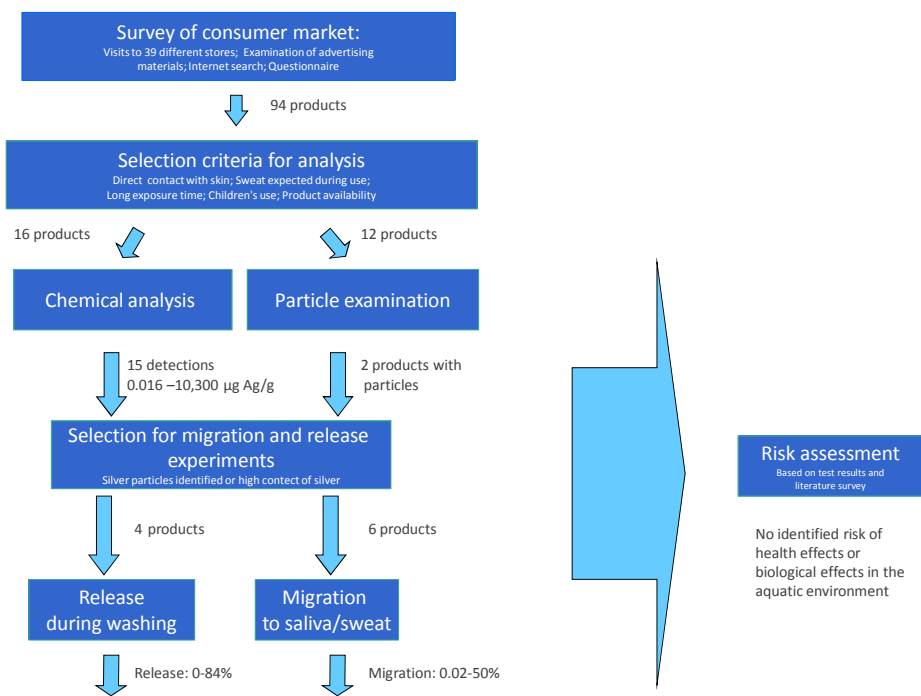 Survey of consumer market:
Visits to 39 different stores; Examination of advertising
materials; Internet search; Questionnaire
94 products
Selection criteria for analysis
Direct contact with skin; Sweat expected during use;
Long exposure time; Children's use; Product availability
16 products
12 products
Chemical analysis
Particle examination
15 detections
0.016 –10,300 µg Ag/g
2 products with
particles
Selection for migration and release
experiments
Silver particles identified or high contect of silver
4 products
6 products
Release
during washing
Migration
to saliva/sweat
Release: 0-84%
Migration: 0.02-50%
Risk assessment
Based on test results and
literature survey
No identified risk of
health effects or
biological effects in the
aquatic environment